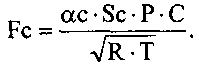 Fc = αc · Sc · P · C / √R · T .